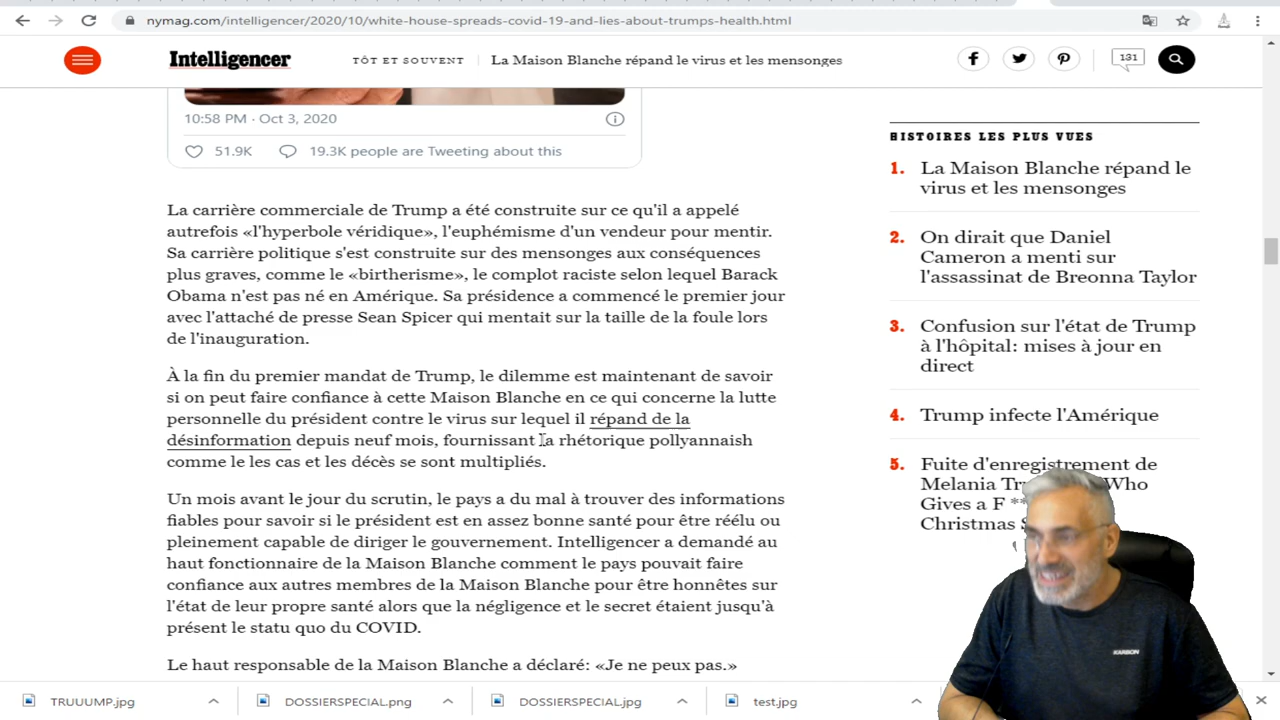 nymag.com/intelligencer/2020/10/white-house-spreads-covid-19-and-lies-about-trumps-health.html
Intelligencer
TÔT ET SOUVENT
La Maison Blanche répand le virus et les mensonges
131
10:58 PM · Oct 3, 2020
51.9K
19.3K people are Tweeting about this
La carrière commerciale de Trump a été construite sur ce qu'il a appelé
autrefois «l'hyperbole véridique», l'euphémisme d'un vendeur pour mentir.
Sa carrière politique s'est construite sur des mensonges aux conséquences
plus graves, comme le «birtherisme», le complot raciste selon lequel Barack
Obama n'est pas né en Amérique. Sa présidence a commencé le premier jour
avec l'attaché de presse Sean Spicer qui mentait sur la taille de la foule lors
de l'inauguration.
À la fin du premier mandat de Trump, le dilemme est maintenant de savoir
si on peut faire confiance à cette Maison Blanche en ce qui concerne la lutte
personnelle du président contre le virus sur lequel il répand de la
désinformation depuis neuf mois, fournissant la rhétorique pollyannaish
comme le les cas et les décès se sont multipliés.
Un mois avant le jour du scrutin, le pays a du mal à trouver des informations
fiables pour savoir si le président est en assez bonne santé pour être réélu ou
pleinement capable de diriger le gouvernement. Intelligencer a demandé au
haut fonctionnaire de la Maison Blanche comment le pays pouvait faire
confiance aux autres membres de la Maison Blanche pour être honnêtes sur
l'état de leur propre santé alors que la négligence et le secret étaient jusqu'à
présent le statu quo du COVID.
Le haut responsable de la Maison Blanche a déclaré: «Je ne peux pas.»
HISTOIRES LES PLUS VUES
1. La Maison Blanche répand le
virus et les mensonges
2. On dirait que Daniel
Cameron a menti sur
l'assassinat de Breonna Taylor
3. Confusion sur l'état de Trump
à l'hôpital: mises à jour en
direct
4. Trump infecte l'Amérique
5. Fuite d'enregistrement de
Melania Who
Gives a F **
Christmas
KARBON
TRUUUMP.jpg
DOSSIERSPECIAL.png
DOSSIERSPECIAL.jpg
test.jpg